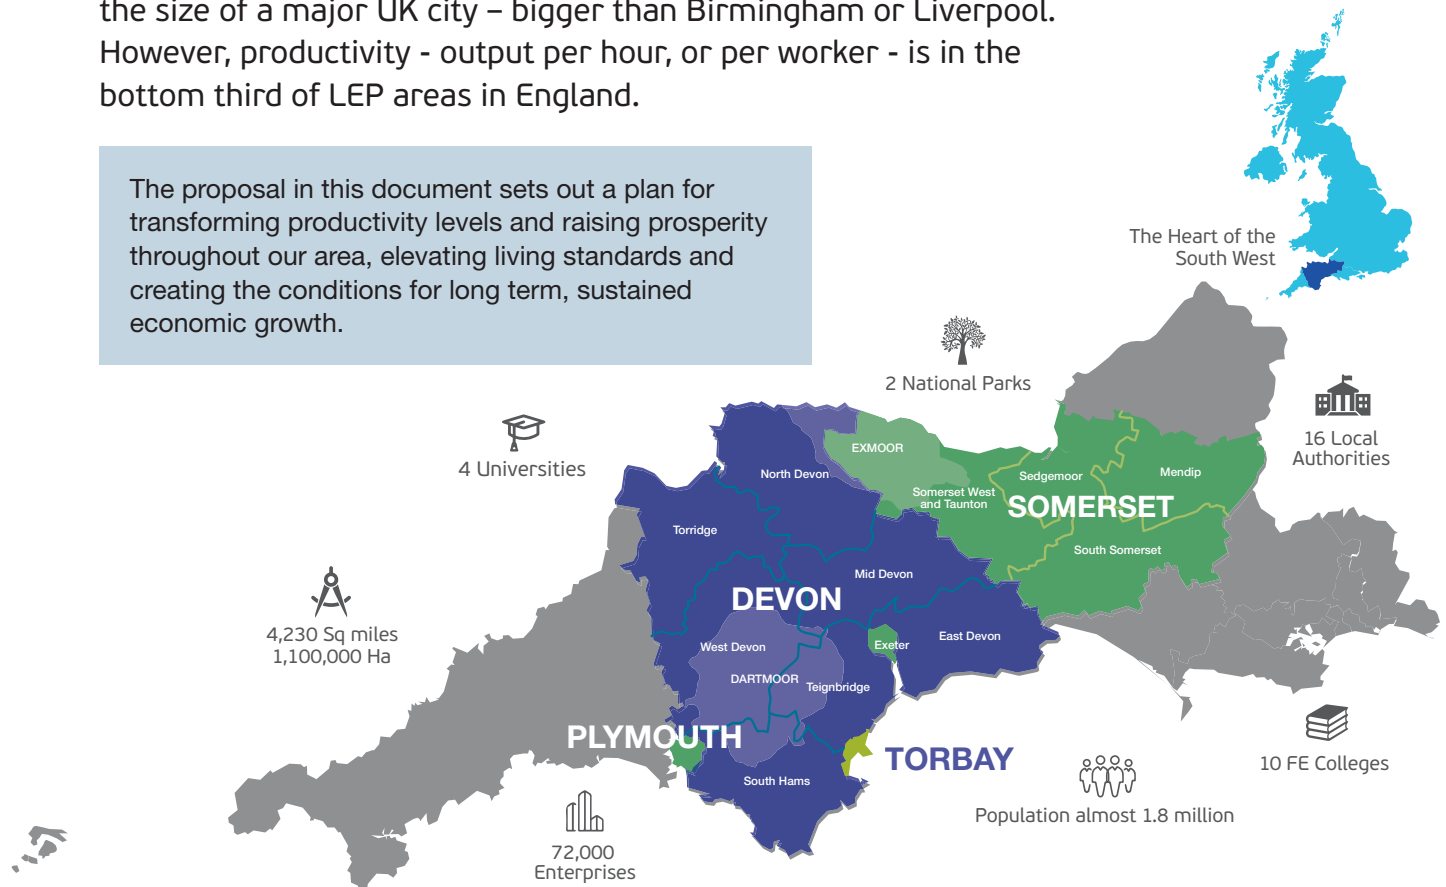 the size of a major UK city – bigger than Birmingham or Liverpool.
However, productivity - output per hour, or per worker - is in the
bottom third of LEP areas in England.
The proposal in this document sets out a plan for
transforming productivity levels and raising prosperity
throughout our area, elevating living standards and
creating the conditions for long term, sustained
economic growth.
The Heart of the
South West
2 National Parks
4 Universities
16 Local
Authorities
EXMOOR
North Devon
Sedgemoor
Mendip
Somerset West
and Taunton
SOMERSET
Torridge
South Somerset
Mid Devon
DEVON
4,230 Sq miles
1,100,000 Ha
West Devon
Exeter
East Devon
DARTMOOR
Teignbridge
PLYMOUTH
TORBAY
South Hams
10 FE Colleges
Population almost 1.8 million
72,000
Enterprises